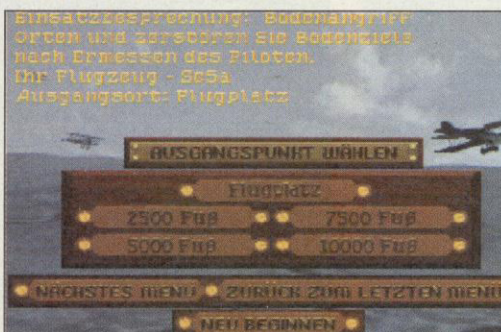 Einsatzbesprechung: Bodenangriff
Orten und zerstören Sie Bodenziele
nach Ermessen des Piloten.
Ihr Flugzeug - Se5a
Ausgangsort: Flugplatz
AUSGANGSPUNKT WÄHLEN
Flugplatz
2500 Fuß 7500 Fuß
5000 Fuß 10000 Fuß
NÄCHSTES MENÜ ZURÜCK ZUM LETZTEN MENÜ
NEU BEGINNEN